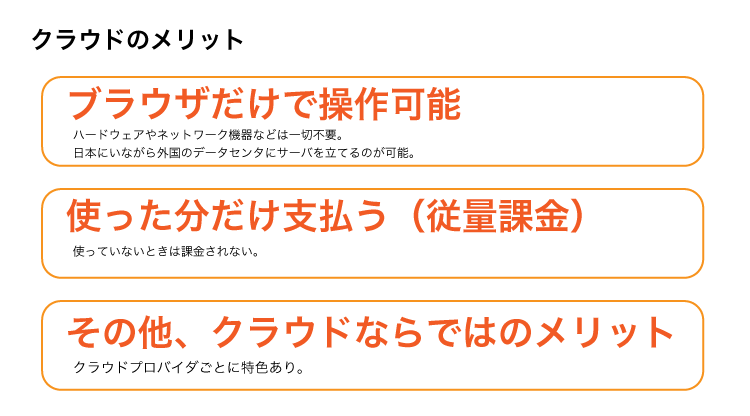 クラウドのメリット
ブラウザだけで操作可能
ハードウェアやネットワーク機器などは一切不要。
日本にいながら外国のデータセンタにサーバを立てるのが可能。
使った分だけ支払う（従量課金）
使っていないときは課金されない。
その他、クラウドならではのメリット
クラウドプロバイダごとに特色あり。